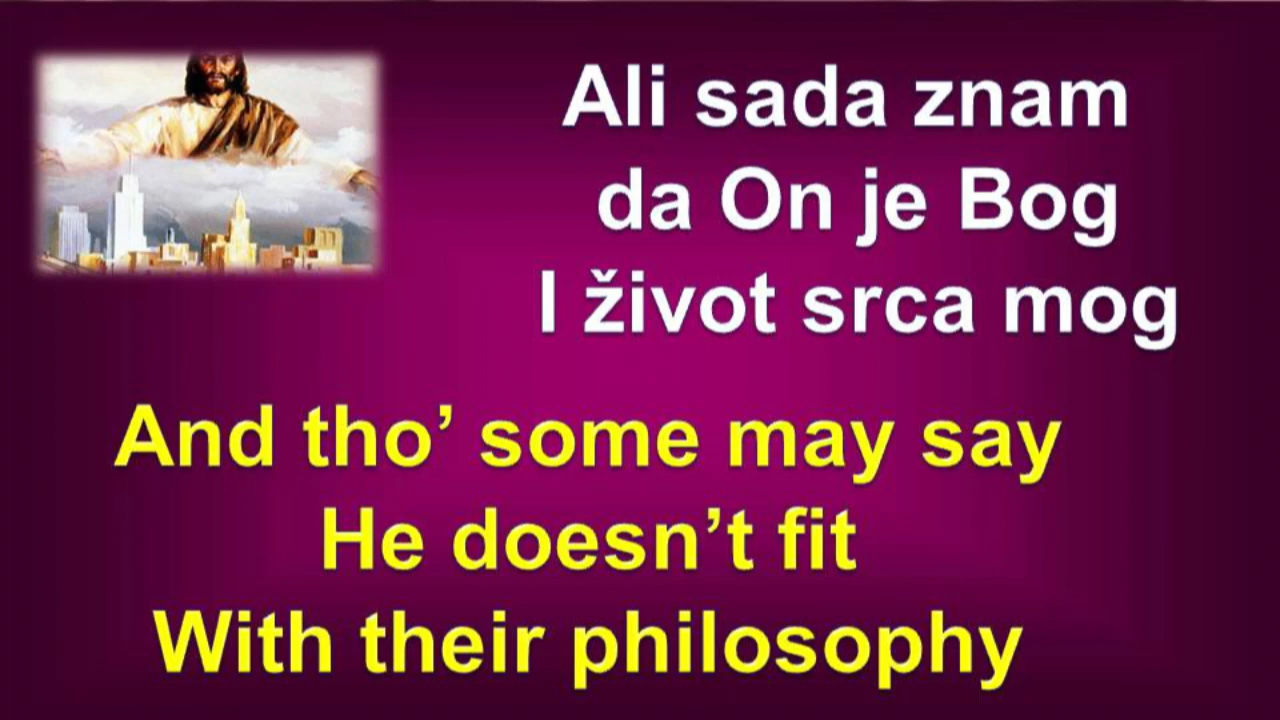 Ali sada znam
da On je Bog
I život srca mog
And tho’ some may say
He doesn’t fit
With their philosophy